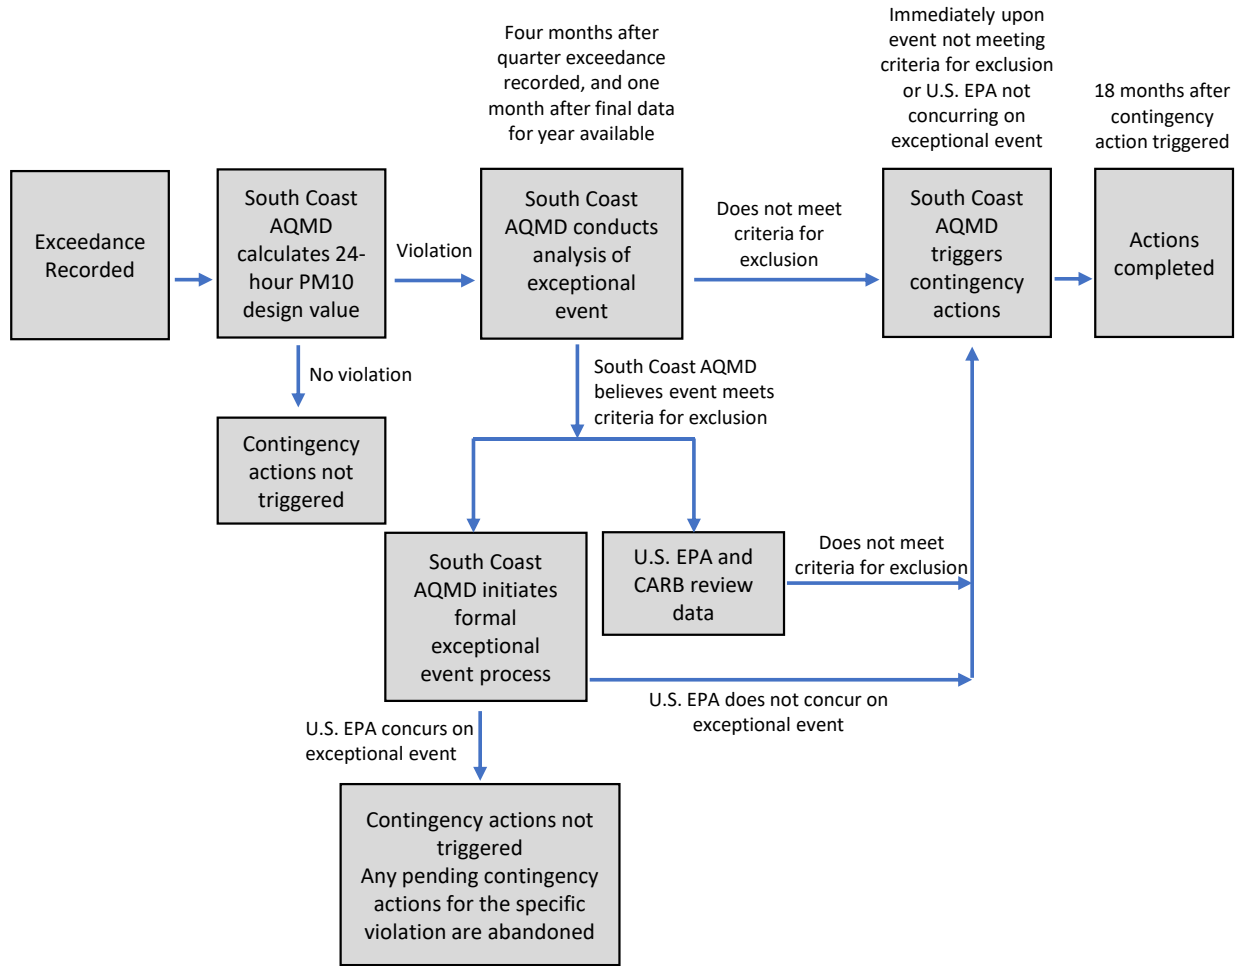 Four months after
quarter exceedance
recorded, and one
month after final data
for year available
Immediately upon
event not meeting
criteria for exclusion
or U.S. EPA not
concurring on
exceptional event
18 months after
contingency
action triggered
Exceedance
Recorded
South Coast
AQMD
calculates 24-
hour PM10
design value
Violation
South Coast
AQMD conducts
analysis of
exceptional
event
Does not meet
criteria for
exclusion
South Coast
AQMD
triggers
contingency
actions
Actions
completed
No violation
South Coast AQMD
believes event meets
criteria for exclusion
Contingency
actions not
triggered
South Coast
AQMD initiates
formal
exceptional
event process
U.S. EPA and
CARB review
data
Does not meet
criteria for exclusion
U.S. EPA does not concur on
exceptional event
U.S. EPA concurs on
exceptional event
Contingency actions not
triggered
Any pending contingency
actions for the specific
violation are abandoned